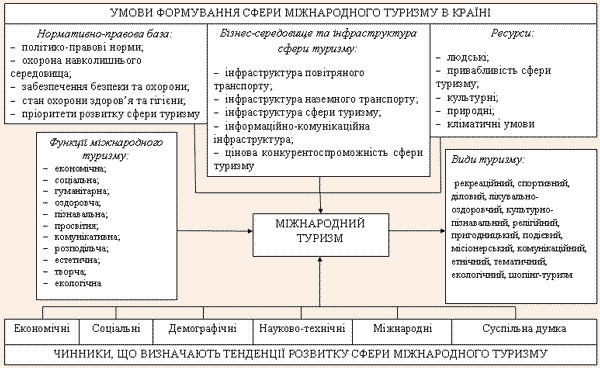 УМОВИ ФОРМУВАННЯ СФЕРИ МІЖНАРОДНОГО ТУРИЗМУ В КРАЇНІ
Нормативно-правова база:
– політико-правові норми;
– охорона навколишнього
середовища;
– забезпечення безпеки та охорони;
– стан охорони здоров’я та гігієни;
– пріоритети розвитку сфери туризму
Бізнес-середовище та інфраструктура
сфери туризму:
– інфраструктура повітряного
транспорту;
– інфраструктура наземного транспорту;
– інфраструктура сфери туризму;
– інформаційно-комунікаційна
інфраструктура;
– цінова конкурентоспроможність сфери
туризму
Ресурси:
– людські;
– привабливість сфери
туризму;
– культурні;
– природні;
– кліматичні умови
Функції міжнародного
туризму:
– економічна;
– соціальна;
– гуманітарна;
– оздоровча;
– пізнавальна;
– просвітня;
– комунікативна;
– розподільча;
– естетична;
– творча;
– екологічна
МІЖНАРОДНИЙ
ТУРИЗМ
Види туризму:
рекреаційний, спортивний,
діловий, лікувально-
оздоровчий, культурно-
пізнавальний, релігійний,
пригодницький, подієвий,
місіонерський, комунікаційний,
етнічний, тематичний,
екологічний, шопінг-туризм
Економічні
Соціальні
Демографічні
Науково-технічні
Міжнародні
Суспільна думка
ЧИННИКИ, ЩО ВИЗНАЧАЮТЬ ТЕНДЕНЦІЇ РОЗВИТКУ СФЕРИ МІЖНАРОДНОГО ТУРИЗМУ